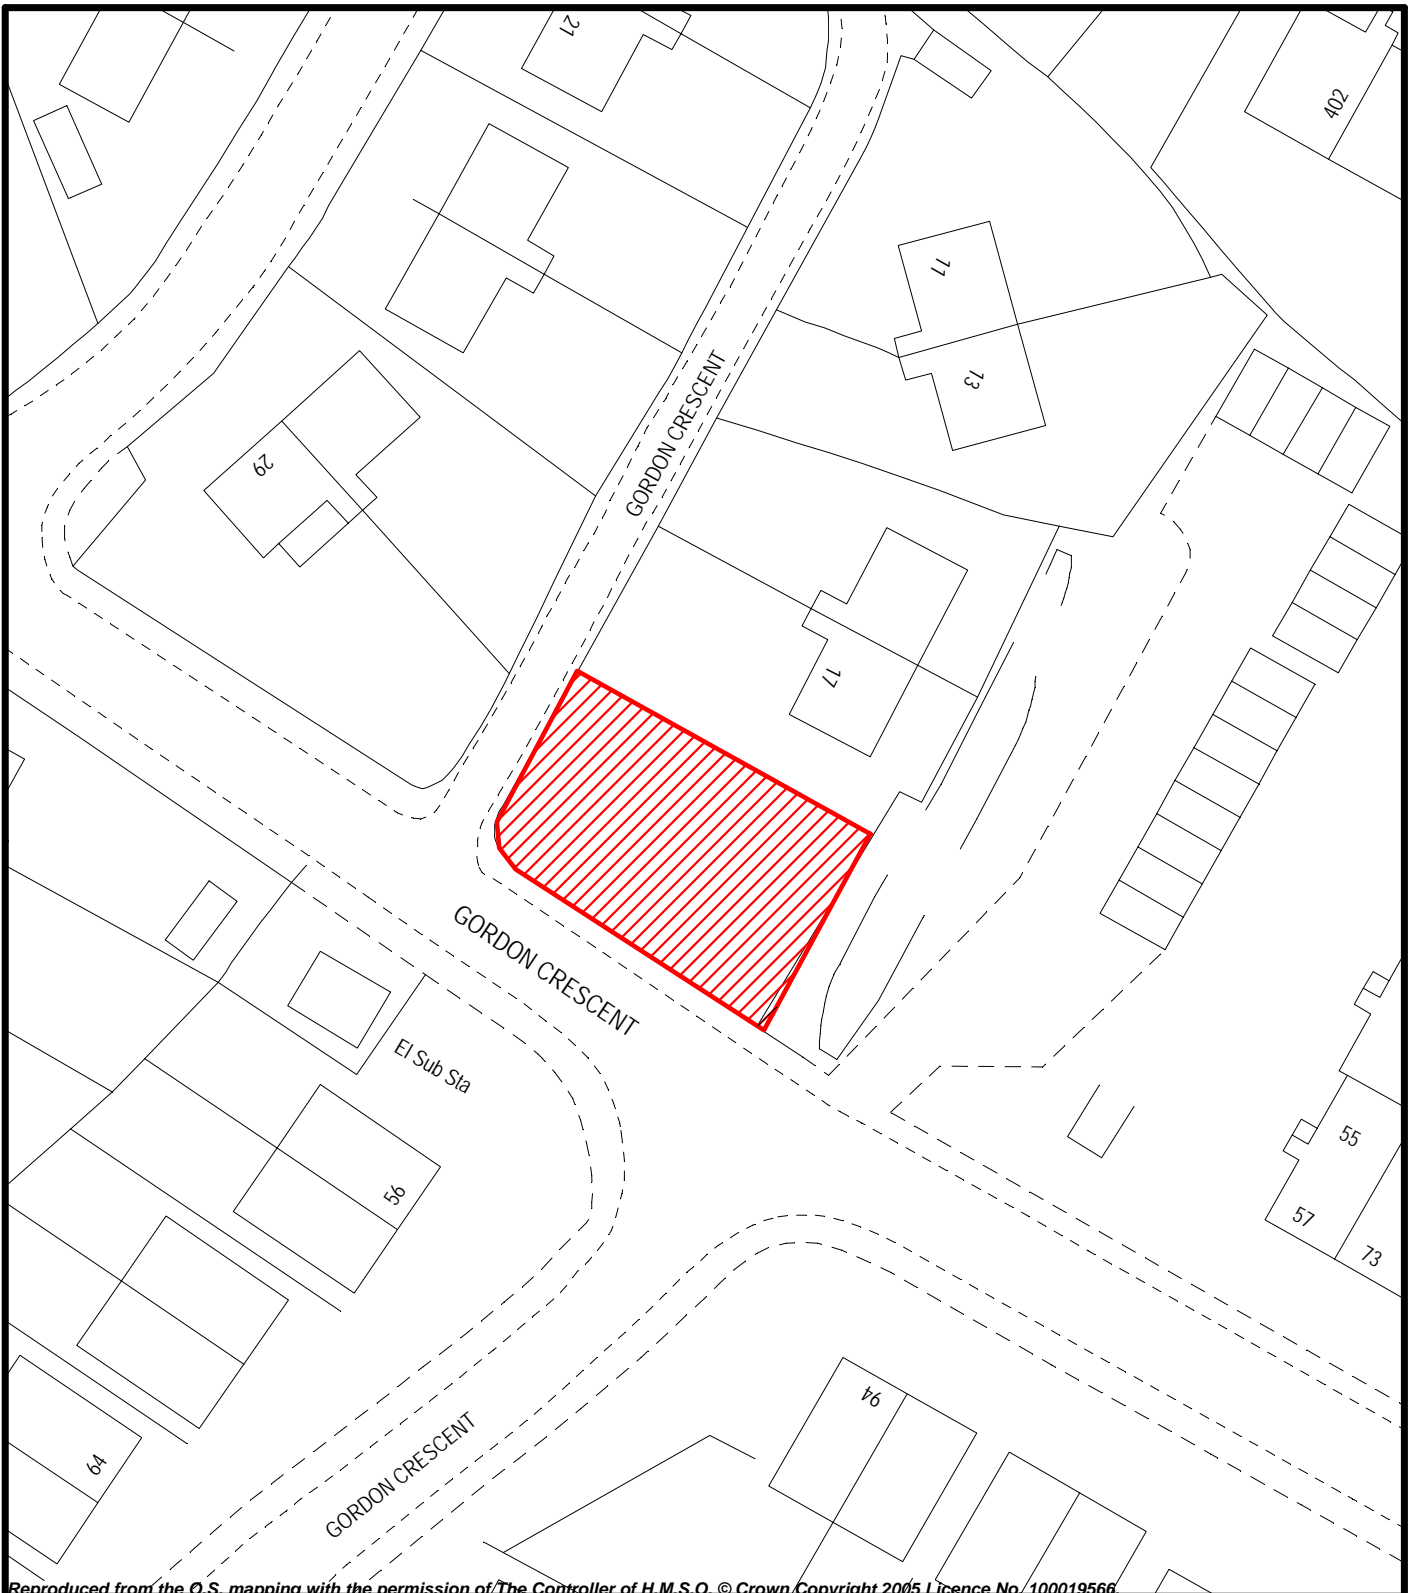 21
402
11
13
GORDON CRESCENT
29
17
GORDON CRESCENT
El Sub Sta
56
55
57
73
94
64
GORDON CRESCENT
Reproduced from the O.S. mapping with the permission of The Controller of H.M.S.O. © Crown Copyright 2005 Licence No. 100019566